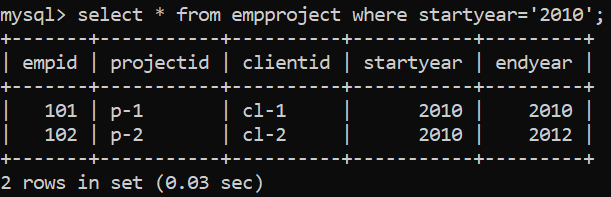 mysql> select * from empproject where startyear='2010';
+-------+-----------+----------+-----------+---------+
| empid | projectid | clientid | startyear | endyear |
+-------+-----------+----------+-----------+---------+
|   101 | p-1       | cl-1     |      2010 |    2010 |
|   102 | p-2       | cl-2     |      2010 |    2012 |
+-------+-----------+----------+-----------+---------+
2 rows in set (0.03 sec)